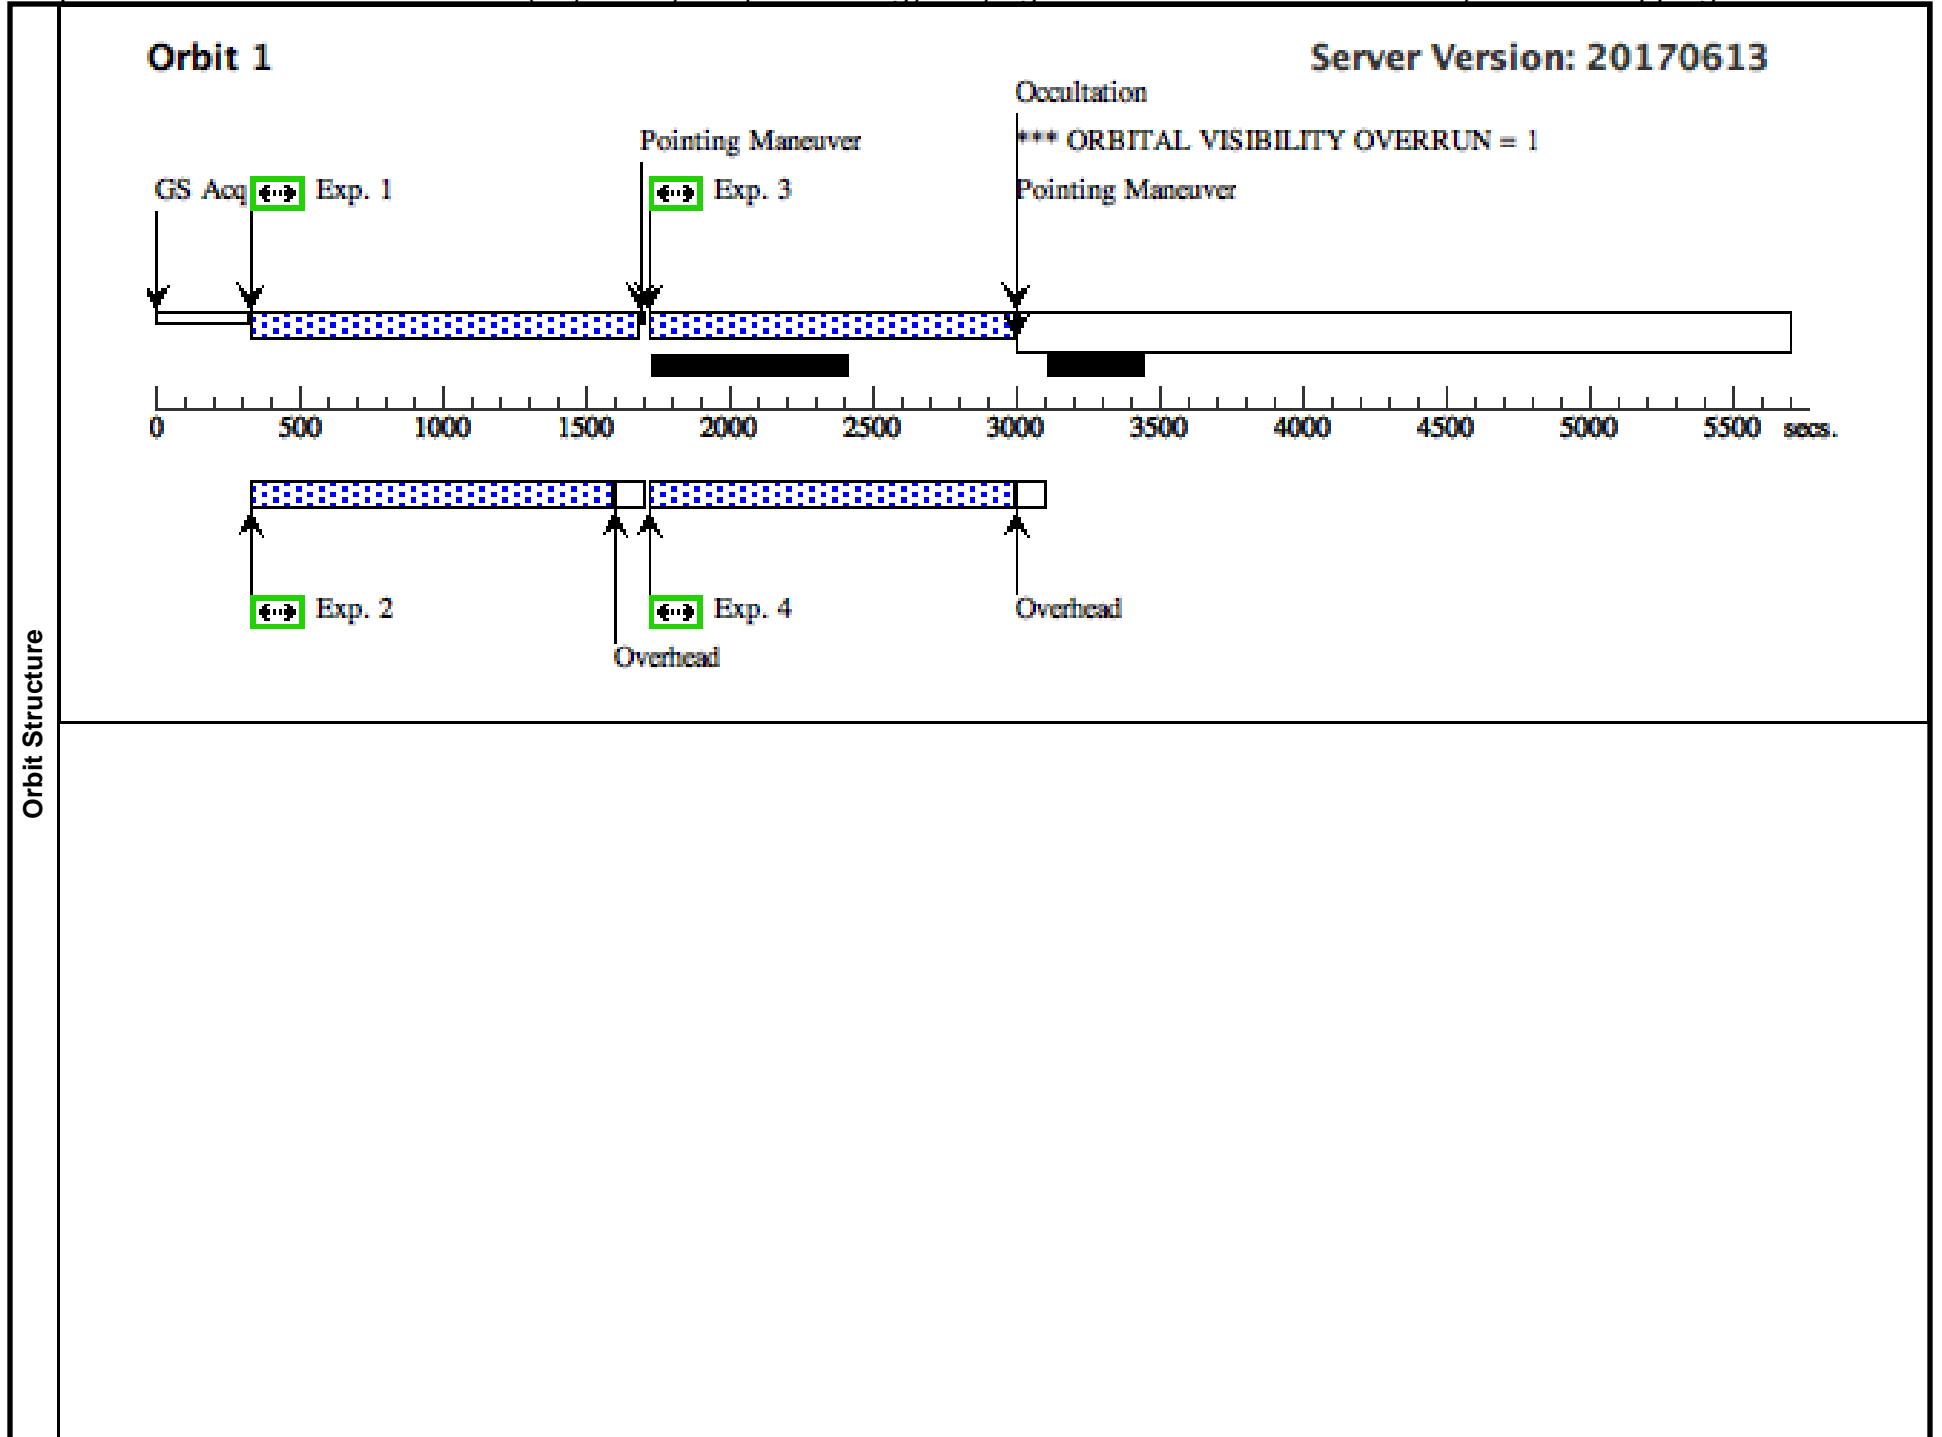 Orbit 1
Server Version: 20170613
Occultation
Pointing Maneuver
*** ORBITAL VISIBILITY OVERRUN = 1
GS Acq
Exp. 1
Exp. 3
Pointing Maneuver
0 500 1000 1500 2000 2500 3000 3500 4000 4500 5000 5500 secs.
Exp. 2
Exp. 4
Overhead
Overhead
Orbit Structure